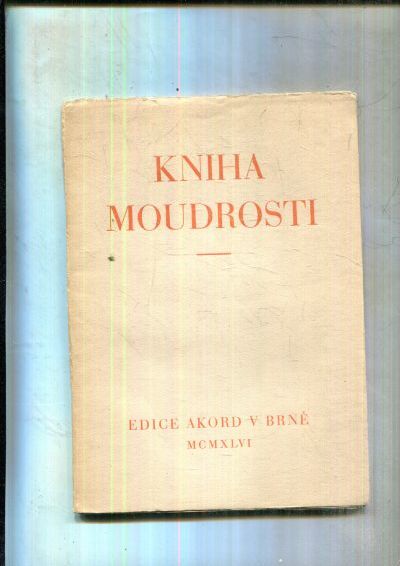 KNIHA
MOUDROSTI
EDICE AKORD V BRNĚ
MCMXLVI